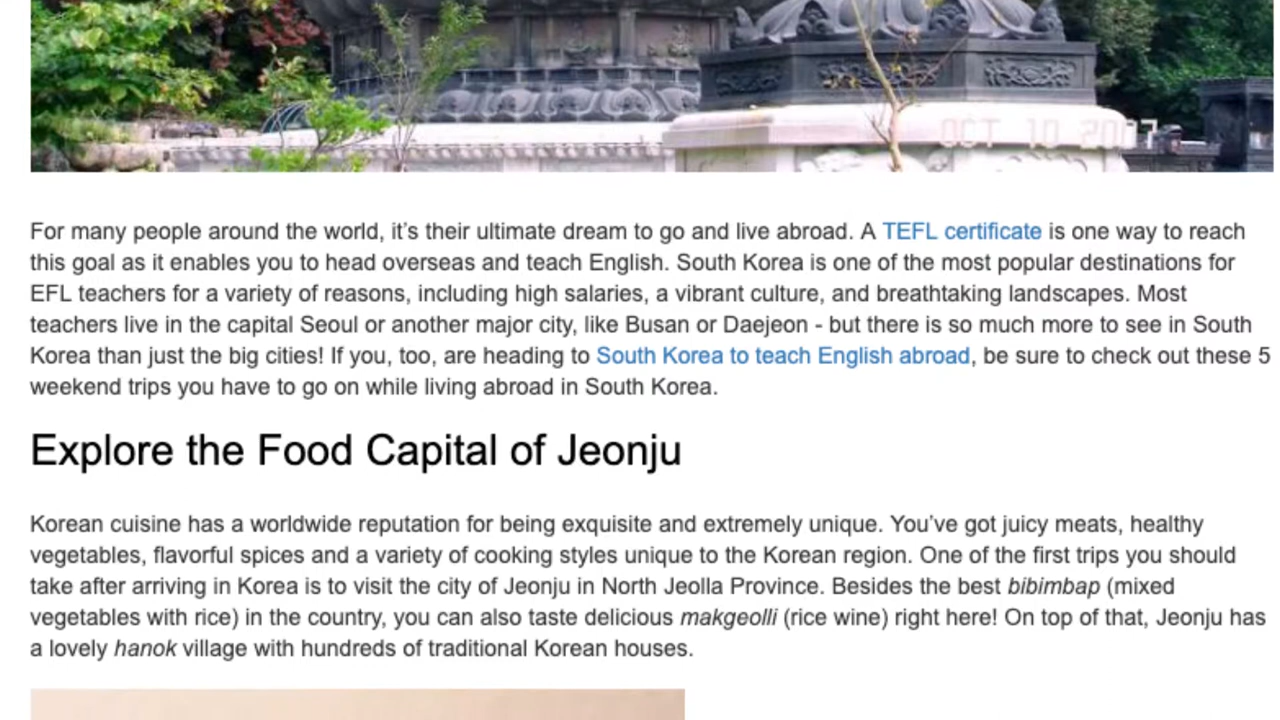 OCT 10 2007
For many people around the world, it’s their ultimate dream to go and live abroad. A TEFL certificate is one way to reach
this goal as it enables you to head overseas and teach English. South Korea is one of the most popular destinations for
EFL teachers for a variety of reasons, including high salaries, a vibrant culture, and breathtaking landscapes. Most
teachers live in the capital Seoul or another major city, like Busan or Daejeon - but there is so much more to see in South
Korea than just the big cities! If you, too, are heading to South Korea to teach English abroad, be sure to check out these 5
weekend trips you have to go on while living abroad in South Korea.
Explore the Food Capital of Jeonju
Korean cuisine has a worldwide reputation for being exquisite and extremely unique. You’ve got juicy meats, healthy
vegetables, flavorful spices and a variety of cooking styles unique to the Korean region. One of the first trips you should
take after arriving in Korea is to visit the city of Jeonju in North Jeolla Province. Besides the best bibimbap (mixed
vegetables with rice) in the country, you can also taste delicious makgeolli (rice wine) right here! On top of that, Jeonju has
a lovely hanok village with hundreds of traditional Korean houses.